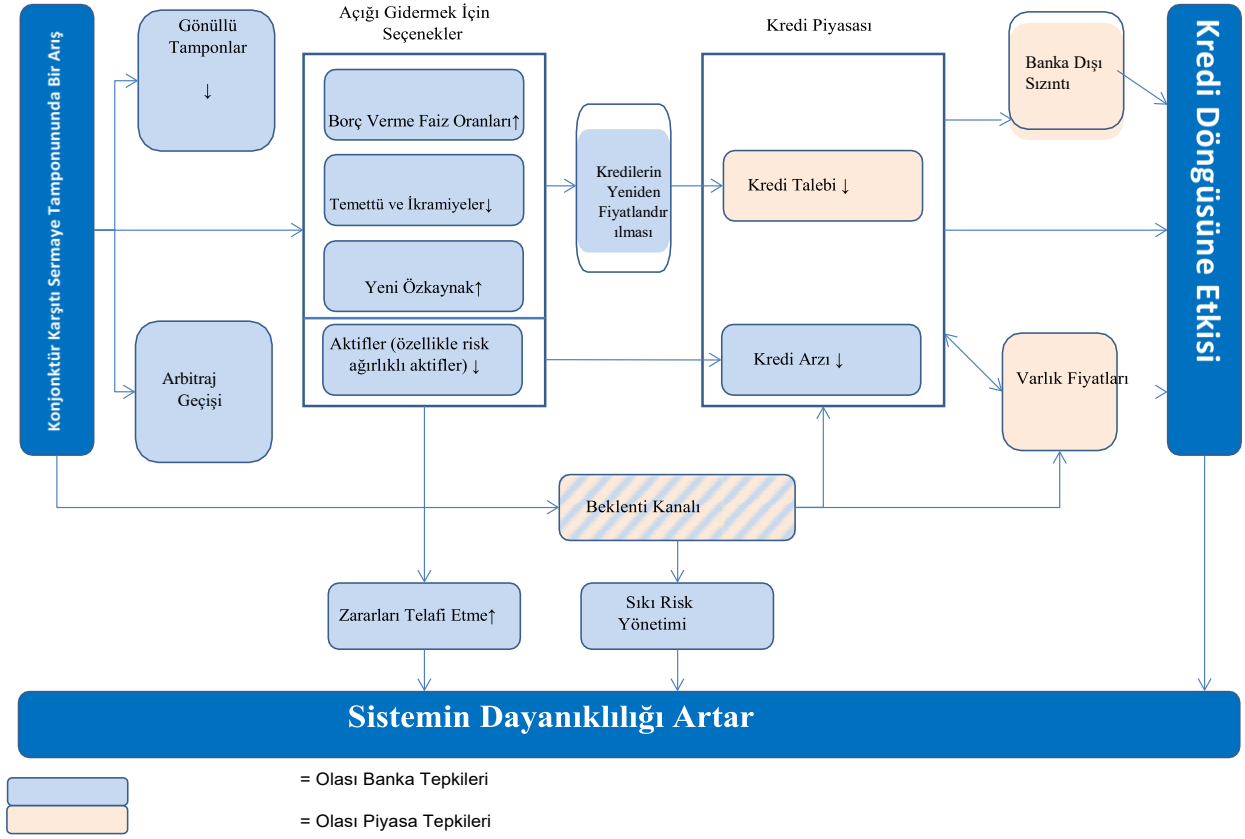 Konjonktür Karşıtı Sermaye Tamponununda Bir Arış
Gönüllü
Tamponlar
↓
Arbitraj
Geçişi
Açığı Gidermek İçin
Seçenekler
Borç Verme Faiz Oranları↑
Temettü ve İkramiyeler↓
Yeni Özkaynak↑
Aktifler (özellikle risk
ağırlıklı aktifler) ↓
Kredilerin
Yeniden
Fiyatlandır
ılması
Kredi Piyasası
Kredi Talebi ↓
Kredi Arzı ↓
Banka Dışı
Sızıntı
Varlık Fiyatları
Kredi Döngüsüne Etkisi
Beklenti Kanalı
Zararları Telafi Etme↑
Sıkı Risk
Yönetimi
Sistemin Dayanıklılığı Artar
= Olası Banka Tepkileri
= Olası Piyasa Tepkileri